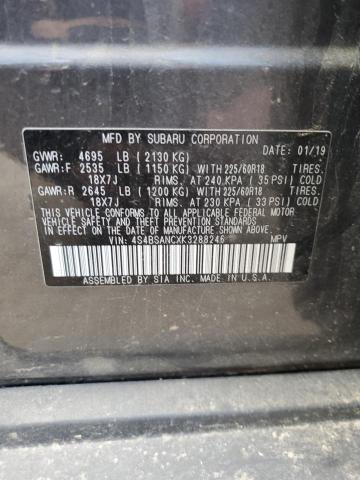 MFD BY SUBARU CORPORATION
GVWR: 4695 LB (2130 KG) DATE: 01/19
GAWR:F 2535 LB (1150 KG) WITH 225/60R18 TIRES.
18X7J RIMS. AT 240 KPA (35 PSI) COLD
GAWR:R 2645 LB (1200 KG) WITH 225/60R18 TIRES.
18X7J RIMS. AT 230 KPA (33 PSI) COLD
THIS VEHICLE CONFORMS TO ALL APPLICABLE FEDERAL MOTOR
VEHICLE SAFETY AND THEFT PREVENTION STANDARDS IN
EFFECT ON THE DATE OF MANUFACTURE SHOWN ABOVE.
VIN: 4S4BSANCXK3288246 MPV
ASSEMBLED BY SIA INC. IN U.S.A.